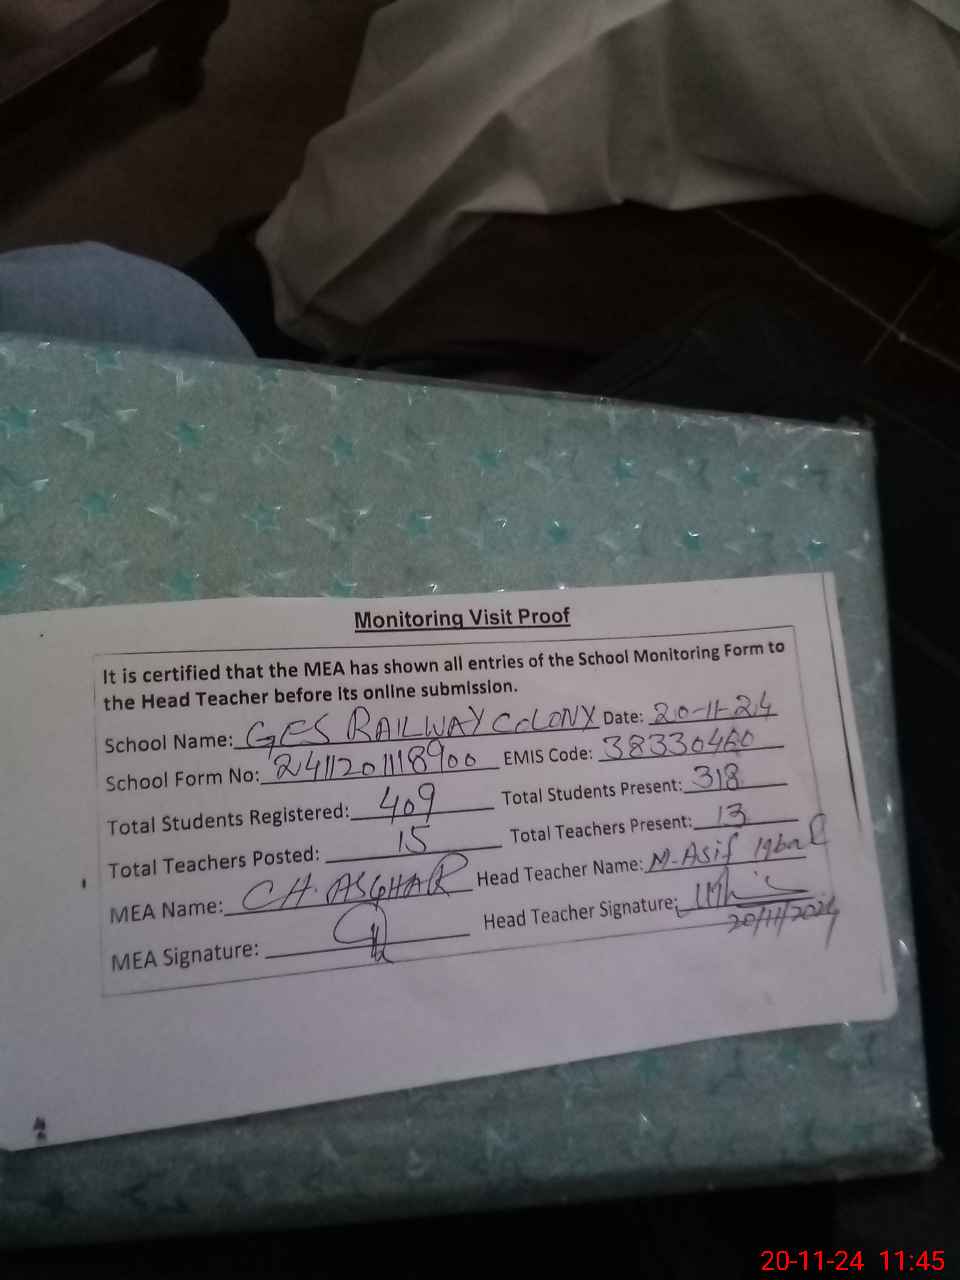 Monitoring Visit Proof
It is certified that the MEA has shown all entries of the School Monitoring Form to
the Head Teacher before its online submission.
School Name: GES RAILWAY COLONY Date: 20-11-24
School Form No: 2411201118900 EMIS Code: 38330460
Total Students Registered: 409 Total Students Present: 318
Total Teachers Posted: 15 Total Teachers Present: 13
MEA Name: CH. ASGHAR Head Teacher Name: M. Asif Iqbal
MEA Signature: Head Teacher Signature:
20/11/2024
20-11-24 11:45